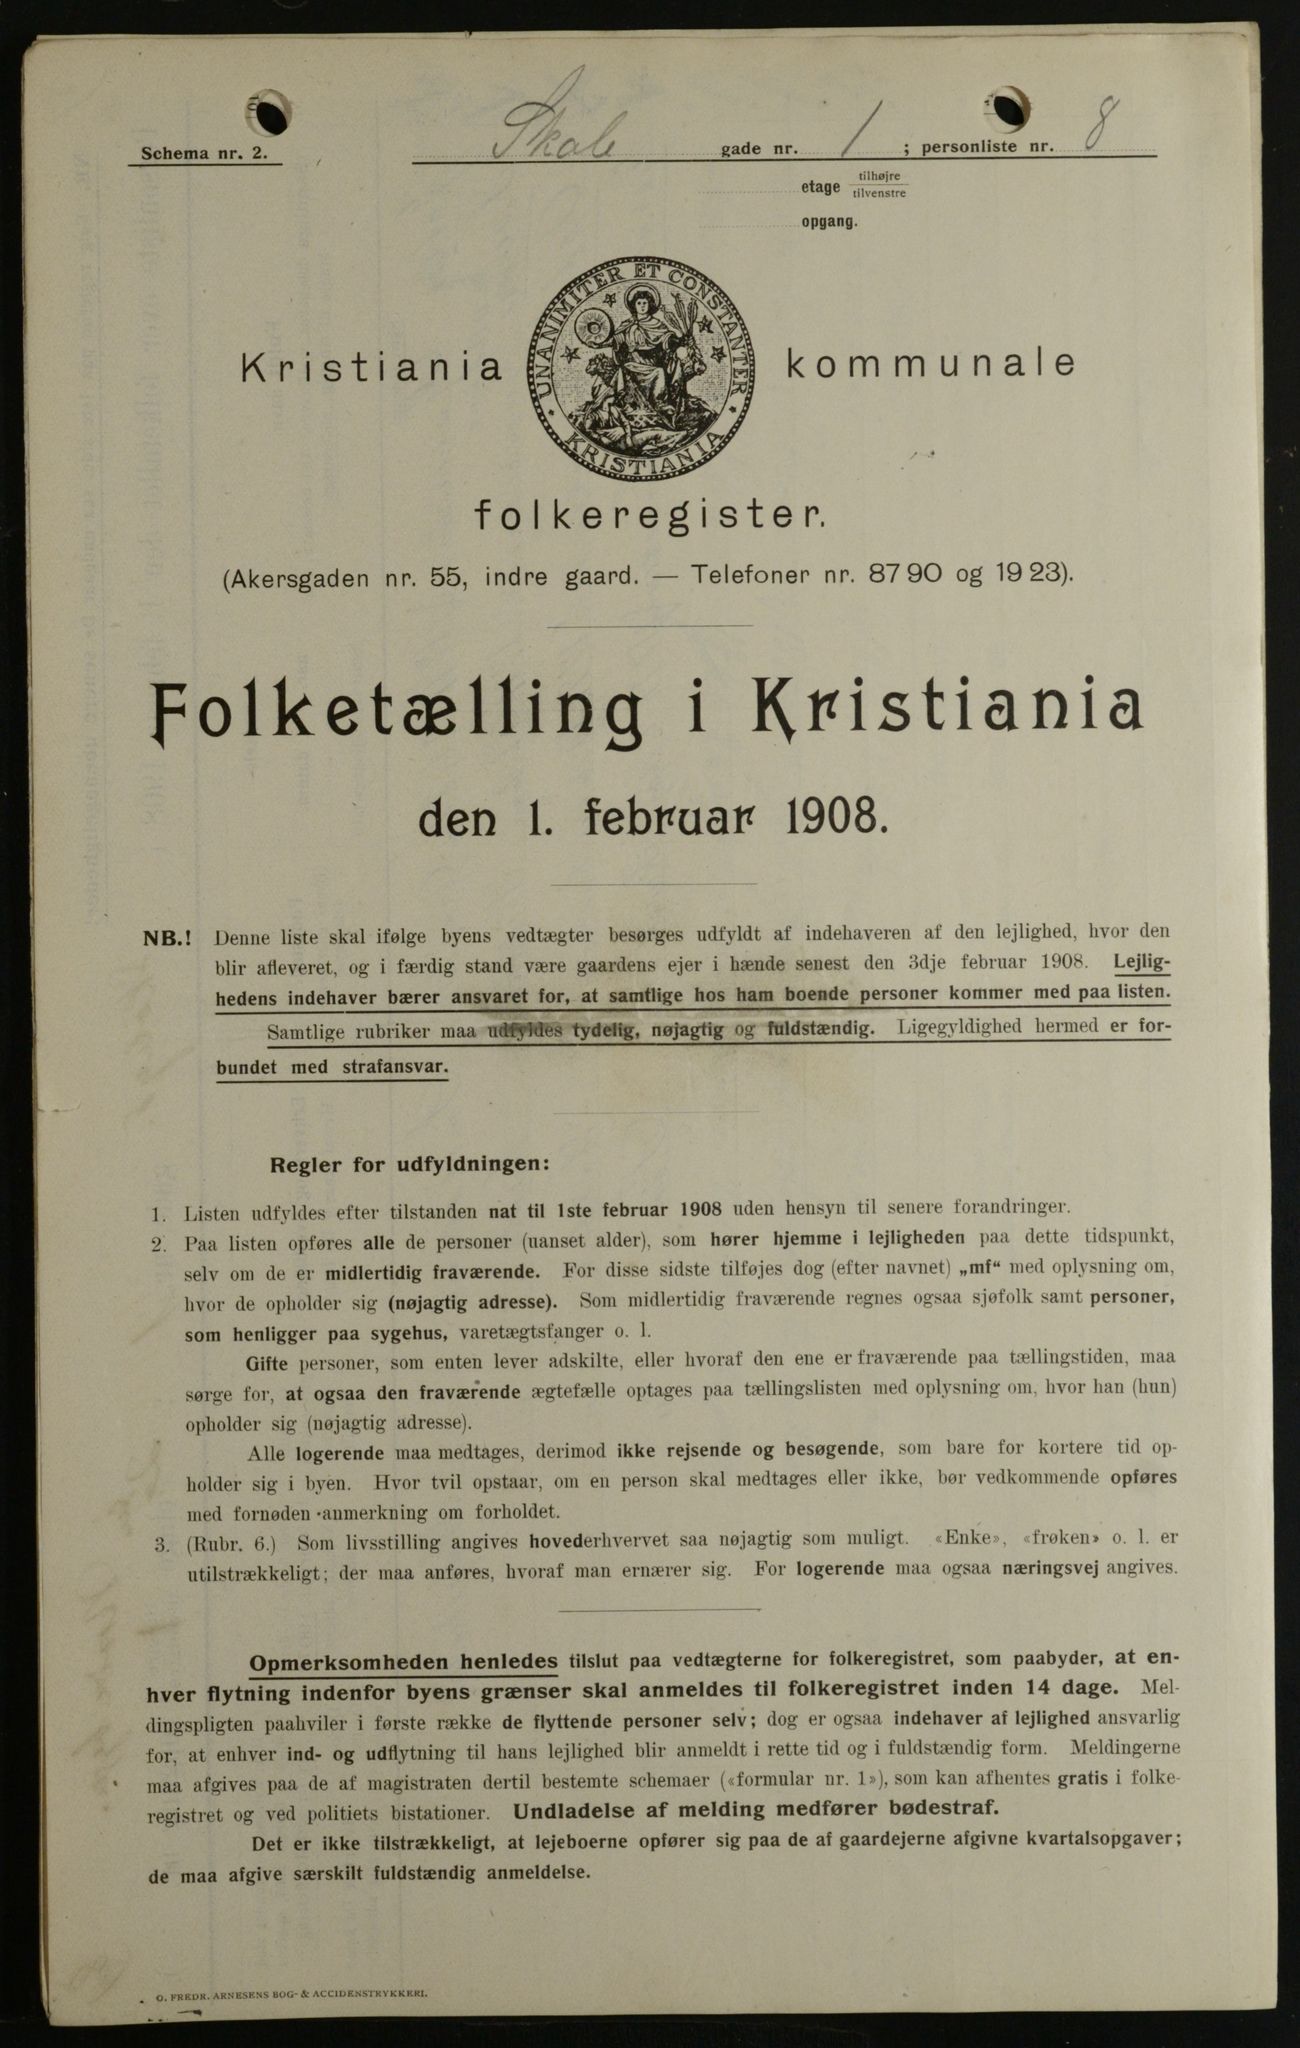 Schema nr. 2.
Skole gade nr. 1 ; personliste nr. 8
etage tilhøjre
tilvenstre
opgang.
UNANIMITER ET CONSTANTER
KRISTIANIA
Kristiania kommunale
folkeregister.
(Akersgaden nr. 55, indre gaard. — Telefoner nr. 8790 og 1923).
Folketælling i Kristiania
den 1. februar 1908.
NB.! Denne liste skal ifølge byens vedtægter besørges udfyldt af indehaveren af den lejlighed, hvor den
blir afleveret, og i færdig stand være gaardens ejer i hænde senest den 3dje februar 1908. Lejlig-
hedens indehaver bærer ansvaret for, at samtlige hos ham boende personer kommer med paa listen.
Samtlige rubriker maa udfyldes tydelig, nøjagtig og fuldstændig. Ligegyldighed hermed er for-
bundet med strafansvar.
Regler for udfyldningen:
1. Listen udfyldes efter tilstanden nat til 1ste februar 1908 uden hensyn til senere forandringer.
2. Paa listen opføres alle de personer (uanset alder), som hører hjemme i lejligheden paa dette tidspunkt,
selv om de er midlertidig fraværende. For disse sidste tilføjes dog (efter navnet) „mf“ med oplysning om,
hvor de opholder sig (nøjagtig adresse). Som midlertidig fraværende regnes ogsaa sjøfolk samt personer,
som henligger paa sygehus, varetægtsfanger o. l.
Gifte personer, som enten lever adskilte, eller hvoraf den ene er fraværende paa tællingstiden, maa
sørge for, at ogsaa den fraværende ægtefælle optages paa tællingslisten med oplysning om, hvor han (hun)
opholder sig (nøjagtig adresse).
Alle logerende maa medtages, derimod ikke rejsende og besøgende, som bare for kortere tid op-
holder sig i byen. Hvor tvil opstaar, om en person skal medtages eller ikke, bør vedkommende opføres
med fornøden anmerkning om forholdet.
3. (Rubr. 6.) Som livsstilling angives hovederhvervet saa nøjagtig som muligt. «Enke», «frøken» o. l. er
utilstrækkeligt; der maa anføres, hvoraf man ernærer sig. For logerende maa ogsaa næringsvej angives.
Opmerksomheden henledes tilslut paa vedtægterne for folkeregistret, som paabyder, at en-
hver flytning indenfor byens grænser skal anmeldes til folkeregistret inden 14 dage. Mel-
dingspligten paahviler i første række de flyttende personer selv; dog er ogsaa indehaver af lejlighed ansvarlig
for, at enhver ind- og udflytning til hans lejlighed blir anmeldt i rette tid og i fuldstændig form. Meldingerne
maa afgives paa de af magistraten dertil bestemte schemaer («formular nr. 1»), som kan afhentes gratis i folke-
registret og ved politiets bistationer. Undladelse af melding medfører bødestraf.
Det er ikke tilstrækkeligt, at lejeboerne opfører sig paa de af gaardejerne afgivne kvartalsopgaver;
de maa afgive særskilt fuldstændig anmeldelse.
O. FREDR. ARNESENS BOG- & ACCIDENSTRYKKERI.